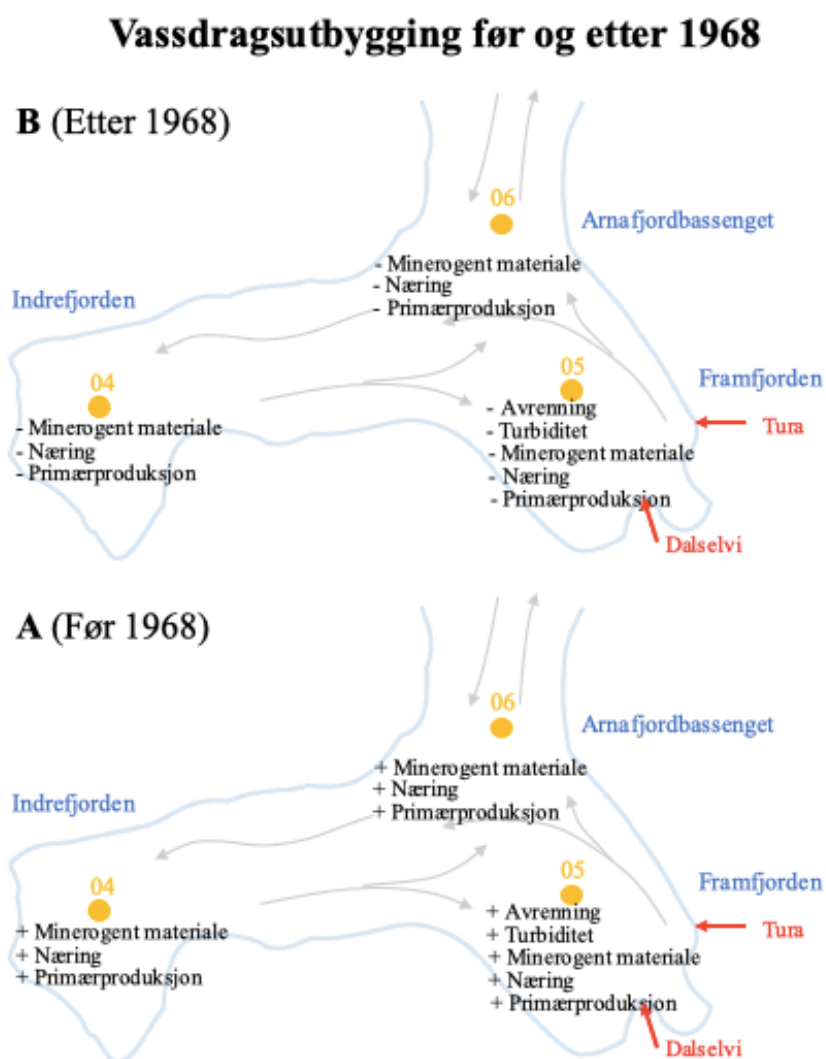 Vassdragsutbygging før og etter 1968
B (Etter 1968)
06
Arnafjordbassenget
- Minerogent materiale
- Næring
- Primærproduksjon
Indrefjorden
04
- Minerogent materiale
- Næring
- Primærproduksjon
05
Framfjorden
- Avrenning
- Turbiditet
- Minerogent materiale
- Næring
- Primærproduksjon
Tura
Dalselvi
A (Før 1968)
06
Arnafjordbassenget
+ Minerogent materiale
+ Næring
+ Primærproduksjon
Indrefjorden
04
+ Minerogent materiale
+ Næring
+ Primærproduksjon
05
Framfjorden
+ Avrenning
+ Turbiditet
+ Minerogent materiale
+ Næring
+ Primærproduksjon
Tura
Dalselvi